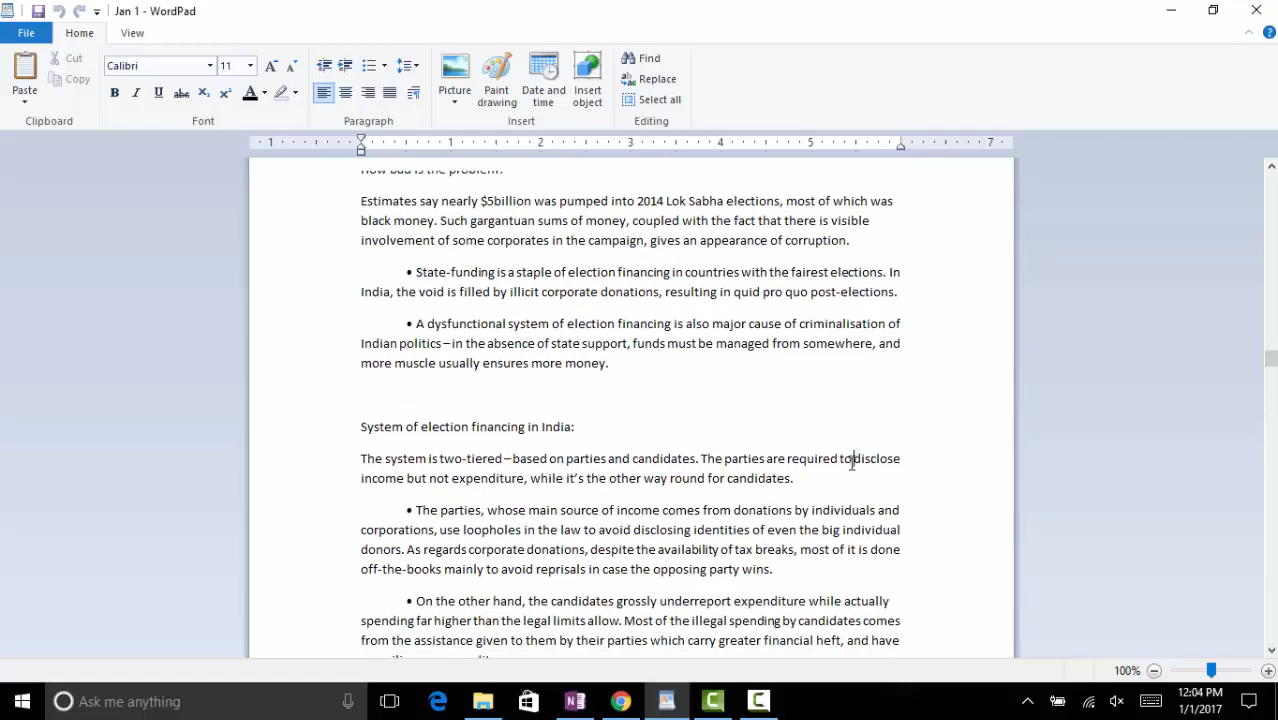 Jan 1 - WordPad
File Home View
Paste
Cut
Copy
Clipboard
Calibri 11
Font
Paragraph
Picture
Paint drawing
Date and time
Insert object
Insert
Find
Replace
Select all
Editing
1 1 2 3 4 5 7
How bad is the problem?
Estimates say nearly $5billion was pumped into 2014 Lok Sabha elections, most of which was
black money. Such gargantuan sums of money, coupled with the fact that there is visible
involvement of some corporates in the campaign, gives an appearance of corruption.
• State-funding is a staple of election financing in countries with the fairest elections. In
India, the void is filled by illicit corporate donations, resulting in quid pro quo post-elections.
• A dysfunctional system of election financing is also major cause of criminalisation of
Indian politics – in the absence of state support, funds must be managed from somewhere, and
more muscle usually ensures more money.
System of election financing in India:
The system is two-tiered – based on parties and candidates. The parties are required to disclose
income but not expenditure, while it's the other way round for candidates.
• The parties, whose main source of income comes from donations by individuals and
corporations, use loopholes in the law to avoid disclosing identities of even the big individual
donors. As regards corporate donations, despite the availability of tax breaks, most of it is done
off-the-books mainly to avoid reprisals in case the opposing party wins.
• On the other hand, the candidates grossly underreport expenditure while actually
spending far higher than the legal limits allow. Most of the illegal spending by candidates comes
from the assistance given to them by their parties which carry greater financial heft, and have
100%
Ask me anything
12:04 PM
1/1/2017